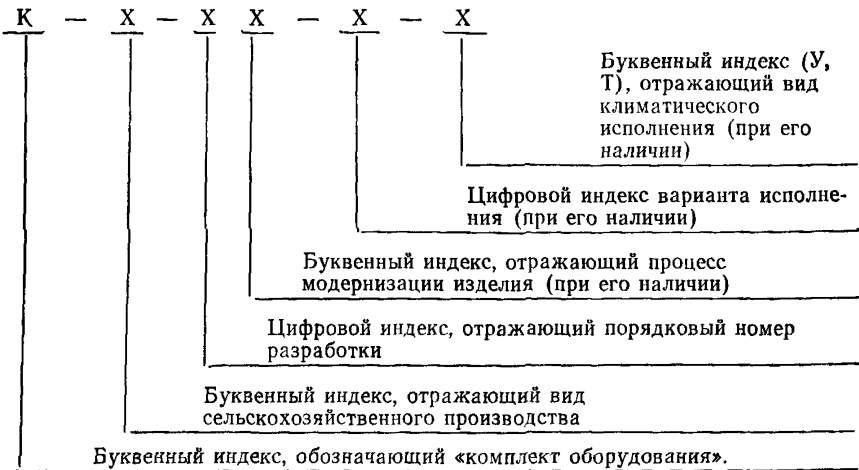 К — Х — Х Х — Х — Х
Буквенный индекс (У,
Т), отражающий вид
климатического
исполнения (при его
наличии)
Цифровой индекс варианта исполне-
ния (при его наличии)
Буквенный индекс, отражающий процесс
модернизации изделия (при его наличии)
Цифровой индекс, отражающий порядковый номер
разработки
Буквенный индекс, отражающий вид
сельскохозяйственного производства
Буквенный индекс, обозначающий «комплект оборудования».